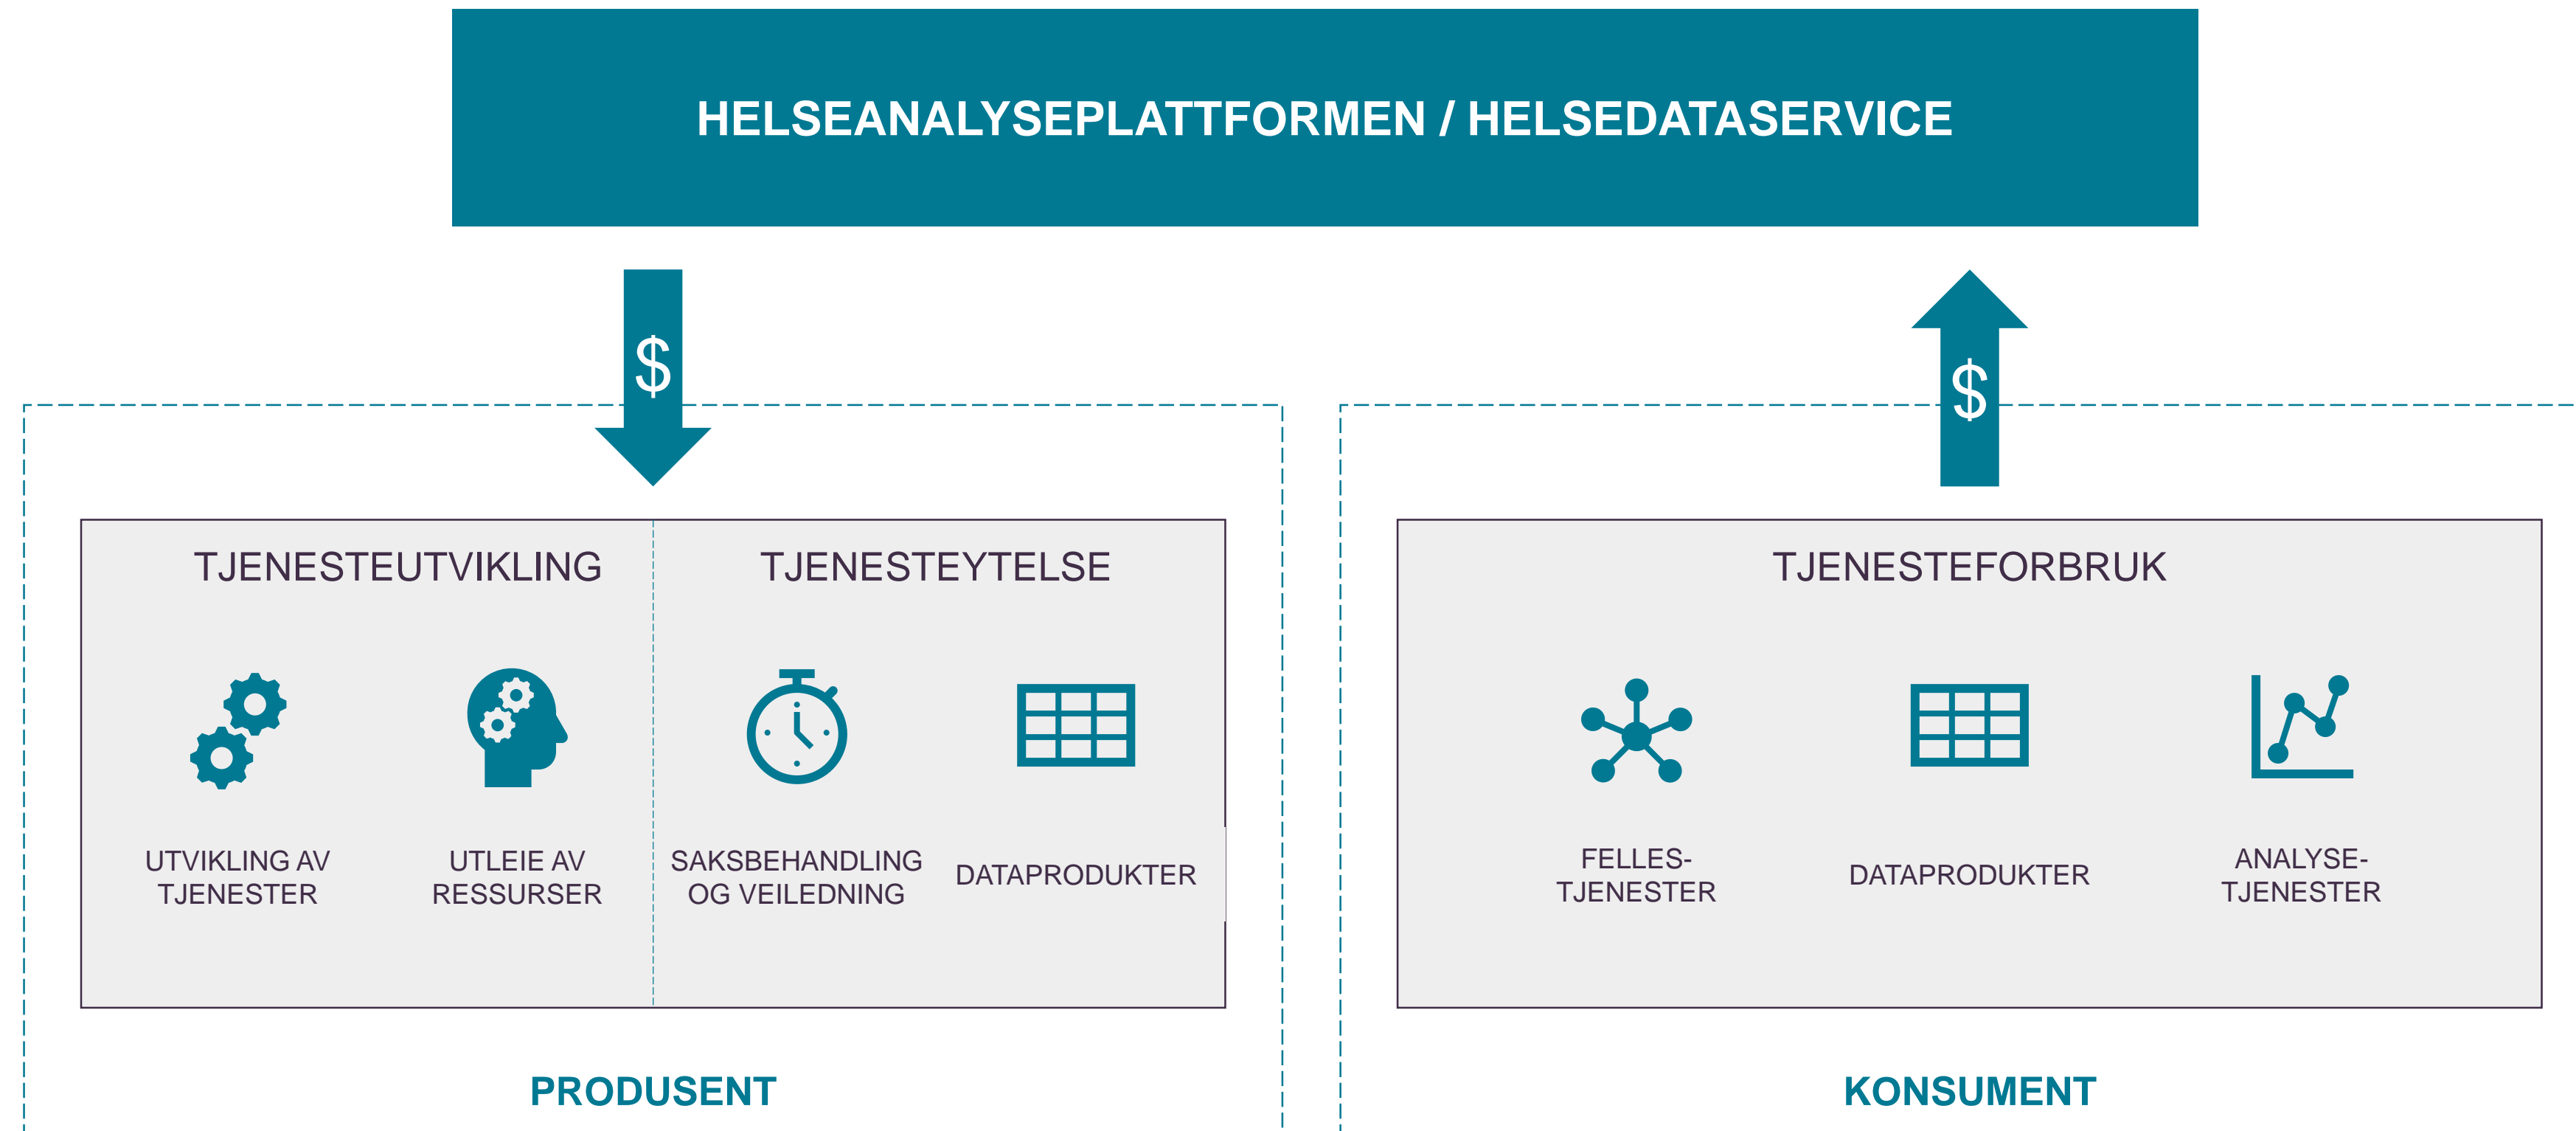 HELSEANALYSEPLATTFORMEN / HELSEDATASERVICE
$
$
TJENESTEUTVIKLING
TJENESTEYTELSE
UTVIKLING AV
TJENESTER
UTLEIE AV
RESSURSER
SAKSBEHANDLING
OG VEILEDNING
DATAPRODUKTER
PRODUSENT
TJENESTEFORBRUK
FELLES-
TJENESTER
DATAPRODUKTER
ANALYSE-
TJENESTER
KONSUMENT